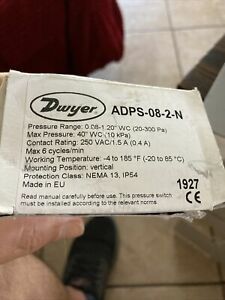 Dwyer ADPS-08-2-N
Pressure Range: 0.08-1.20" WC (20-300 Pa)
Max Pressure: 40" WC (10 kPa)
Contact Rating: 250 VAC/1.5 A (0.4 A)
Max 6 cycles/min
Working Temperature: -4 to 185 °F (-20 to 85 °C)
Mounting Position: vertical
Protection Class: NEMA 13, IP54
Made in EU
1927
CE
Read manual carefully before use. This pressure switch is
installed according to the relevant norms